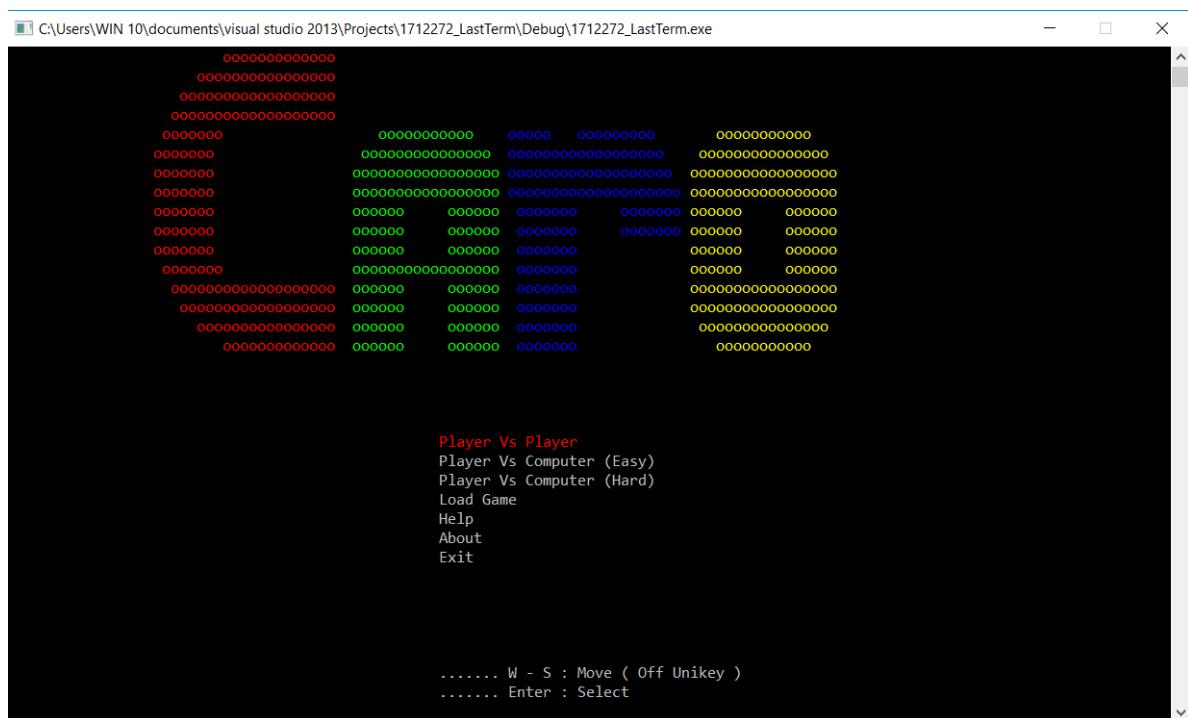 C:\Users\WIN 10\documents\visual studio 2013\Projects\1712272_LastTerm\Debug\1712272_LastTerm.exe
CAro
Player Vs Player
Player Vs Computer (Easy)
Player Vs Computer (Hard)
Load Game
Help
About
Exit
....... W - S : Move ( Off Unikey )
....... Enter : Select